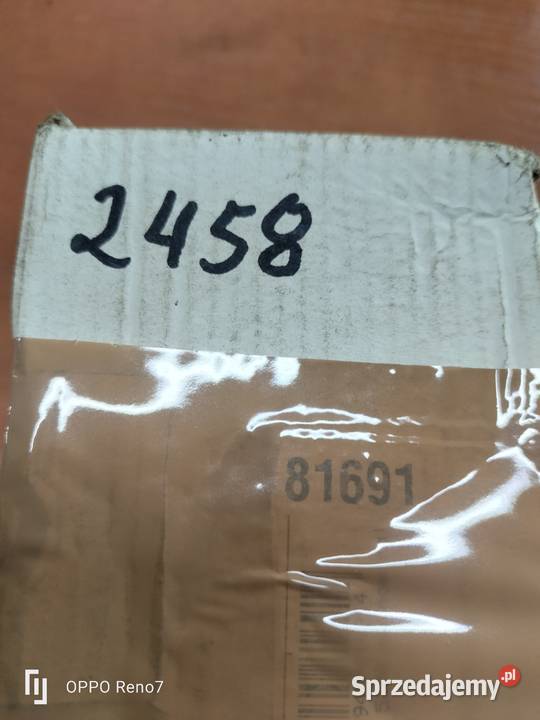 2458
81691
OPPO Reno7
Sprzedajemy.pl